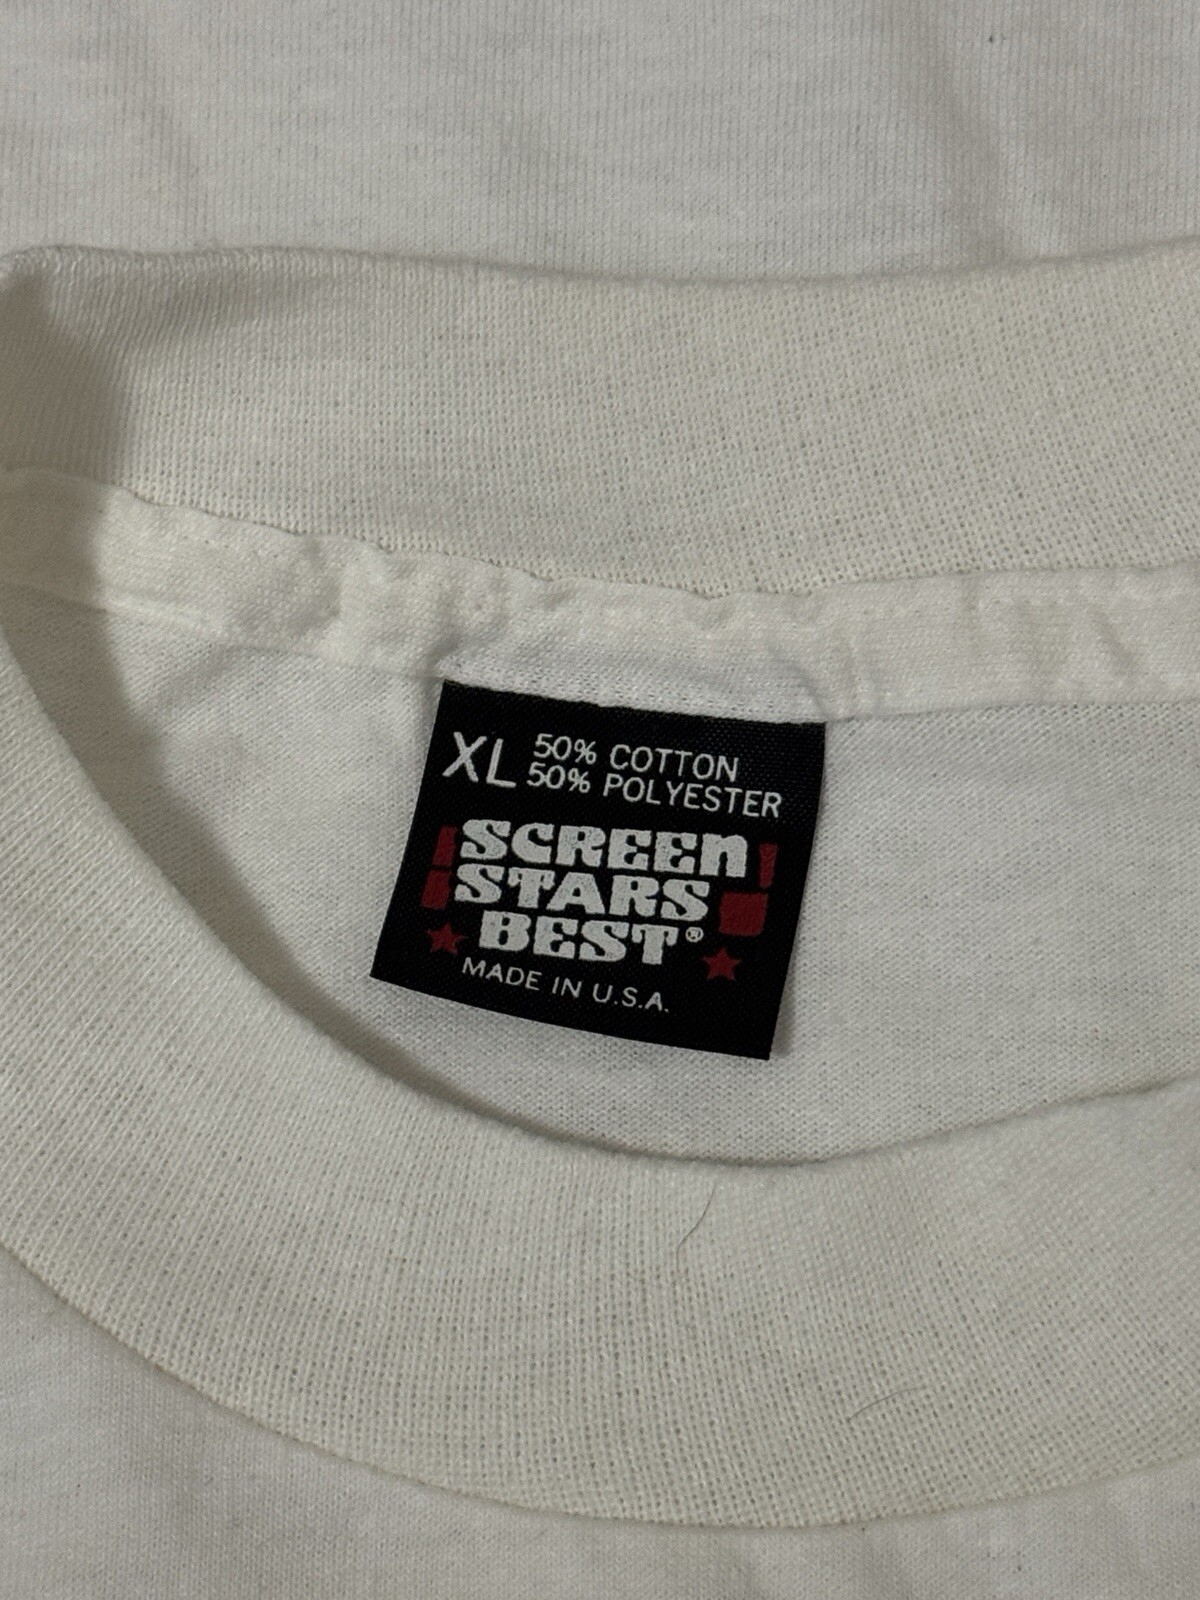 XL 50% COTTON
50% POLYESTER
SCREEN
STARS
BEST®
MADE IN U.S.A.